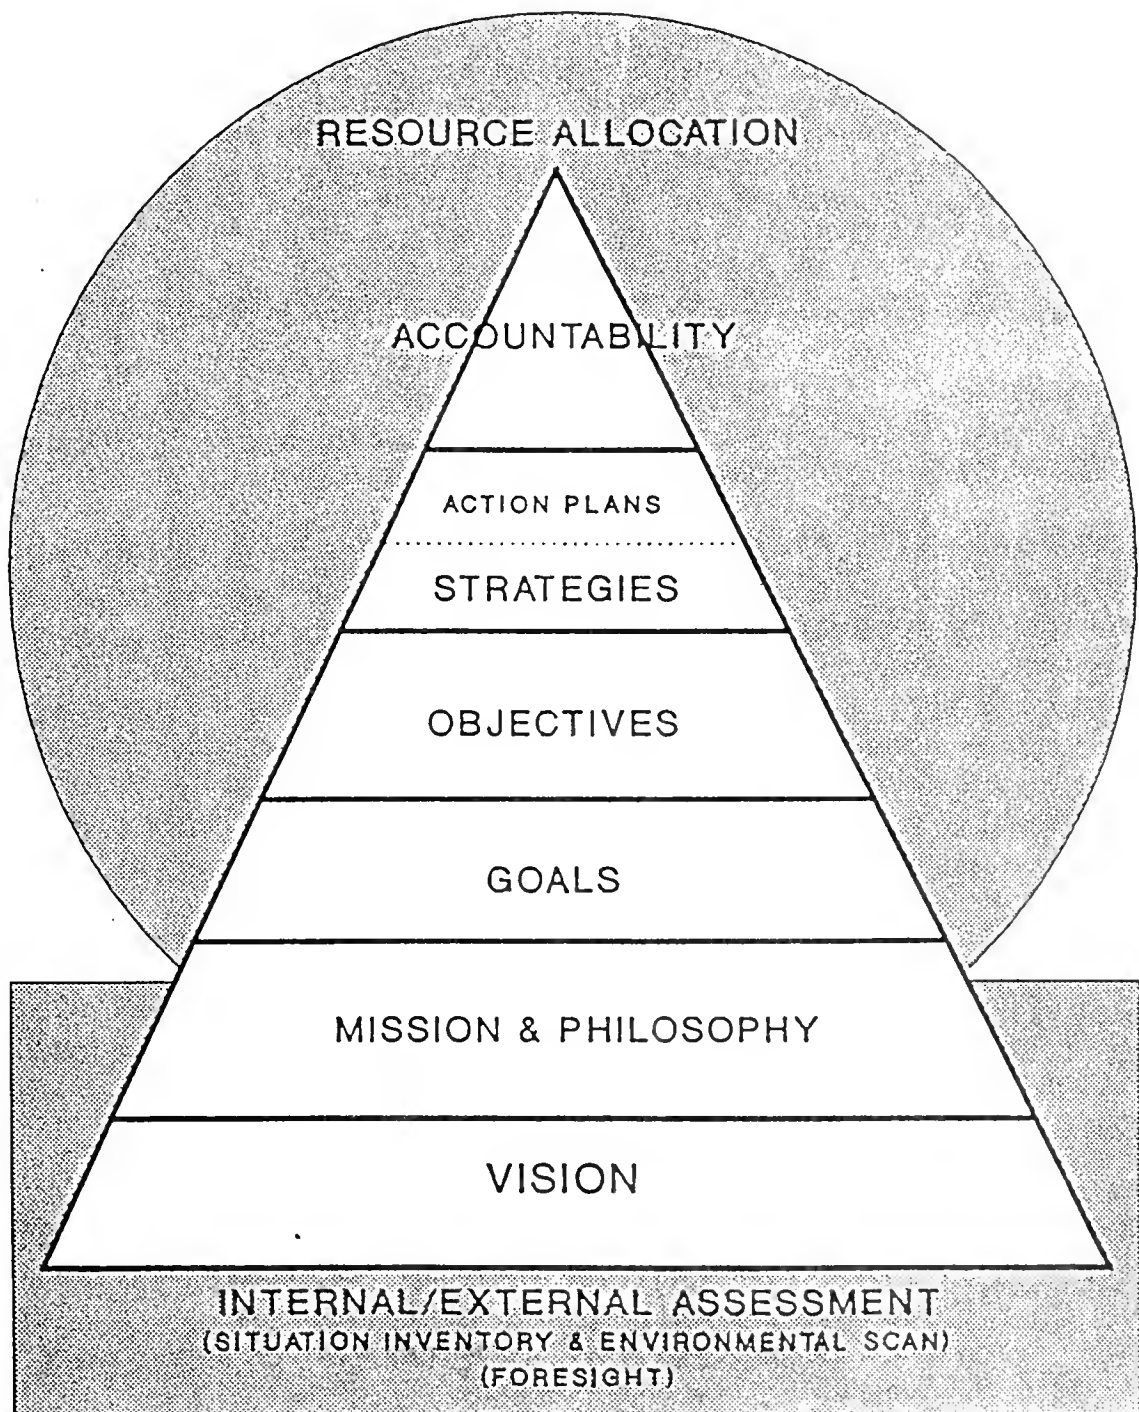 RESOURCE ALLOCATION
ACCOUNTABILITY
ACTION PLANS
STRATEGIES
OBJECTIVES
GOALS
MISSION & PHILOSOPHY
VISION
INTERNAL/EXTERNAL ASSESSMENT
(SITUATION INVENTORY & ENVIRONMENTAL SCAN)
(FORESIGHT)